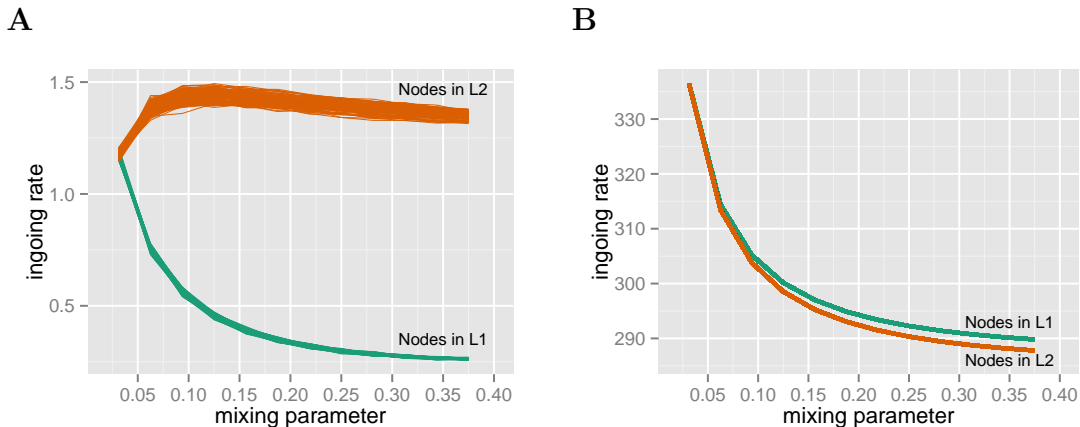 A
1.5
1.0
0.5
ingoing rate
Nodes in L2
Nodes in L1
0.05 0.10 0.15 0.20 0.25 0.30 0.35 0.40
mixing parameter
B
330
320
310
300
290
ingoing rate
Nodes in L1
Nodes in L2
0.05 0.10 0.15 0.20 0.25 0.30 0.35 0.40
mixing parameter